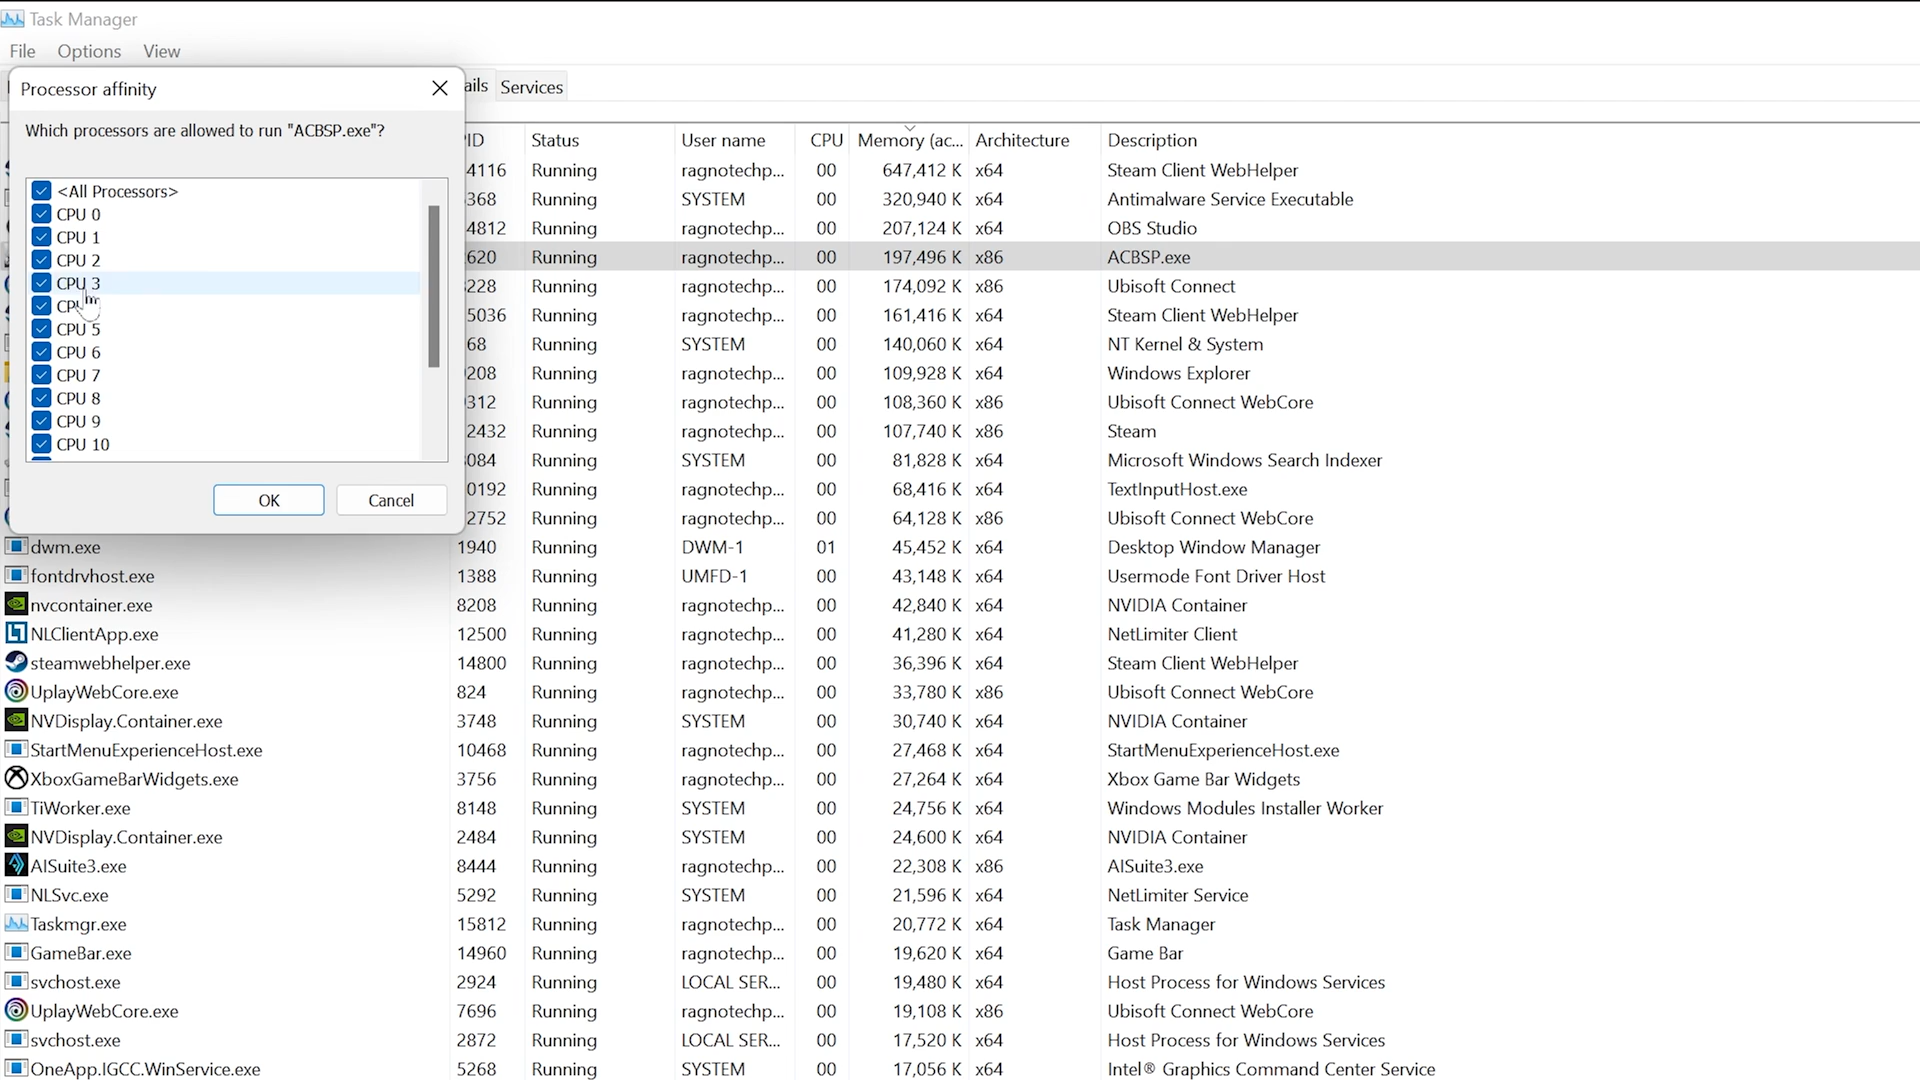 Task Manager
File Options View
Processor affinity
ails Services
Which processors are allowed to run "ACBSP.exe"?
<All Processors>
CPU 0
CPU 1
CPU 2
CPU 3
CPU 5
CPU 6
CPU 7
CPU 8
CPU 9
CPU 10
OK Cancel
ID Status User name CPU Memory (ac... Architecture Description
4116 Running ragnotechp... 00 647,412 K x64 Steam Client WebHelper
368 Running SYSTEM 00 320,940 K x64 Antimalware Service Executable
4812 Running ragnotechp... 00 207,124 K x64 OBS Studio
620 Running ragnotechp... 00 197,496 K x86 ACBSP.exe
228 Running ragnotechp... 00 174,092 K x86 Ubisoft Connect
5036 Running ragnotechp... 00 161,416 K x64 Steam Client WebHelper
68 Running SYSTEM 00 140,060 K x64 NT Kernel & System
208 Running ragnotechp... 00 109,928 K x64 Windows Explorer
312 Running ragnotechp... 00 108,360 K x86 Ubisoft Connect WebCore
2432 Running ragnotechp... 00 107,740 K x86 Steam
084 Running SYSTEM 00 81,828 K x64 Microsoft Windows Search Indexer
0192 Running ragnotechp... 00 68,416 K x64 TextInputHost.exe
2752 Running ragnotechp... 00 64,128 K x86 Ubisoft Connect WebCore
dwm.exe 1940 Running DWM-1 01 45,452 K x64 Desktop Window Manager
fontdrvhost.exe 1388 Running UMFD-1 00 43,148 K x64 Usermode Font Driver Host
nvcontainer.exe 8208 Running ragnotechp... 00 42,840 K x64 NVIDIA Container
NLClientApp.exe 12500 Running ragnotechp... 00 41,280 K x64 NetLimiter Client
steamwebhelper.exe 14800 Running ragnotechp... 00 36,396 K x64 Steam Client WebHelper
UplayWebCore.exe 824 Running ragnotechp... 00 33,780 K x86 Ubisoft Connect WebCore
NVDisplay.Container.exe 3748 Running SYSTEM 00 30,740 K x64 NVIDIA Container
StartMenuExperienceHost.exe 10468 Running ragnotechp... 00 27,468 K x64 StartMenuExperienceHost.exe
XboxGameBarWidgets.exe 3756 Running ragnotechp... 00 27,264 K x64 Xbox Game Bar Widgets
TiWorker.exe 8148 Running SYSTEM 00 24,756 K x64 Windows Modules Installer Worker
NVDisplay.Container.exe 2484 Running SYSTEM 00 24,600 K x64 NVIDIA Container
AISuite3.exe 8444 Running ragnotechp... 00 22,308 K x86 AISuite3.exe
NLSvc.exe 5292 Running SYSTEM 00 21,596 K x64 NetLimiter Service
Taskmgr.exe 15812 Running ragnotechp... 00 20,772 K x64 Task Manager
GameBar.exe 14960 Running ragnotechp... 00 19,620 K x64 Game Bar
svchost.exe 2924 Running LOCAL SER... 00 19,480 K x64 Host Process for Windows Services
UplayWebCore.exe 7696 Running ragnotechp... 00 19,108 K x86 Ubisoft Connect WebCore
svchost.exe 2872 Running LOCAL SER... 00 17,520 K x64 Host Process for Windows Services
OneApp.IGCC.WinService.exe 5268 Running SYSTEM 00 17,056 K x64 Intel® Graphics Command Center Service